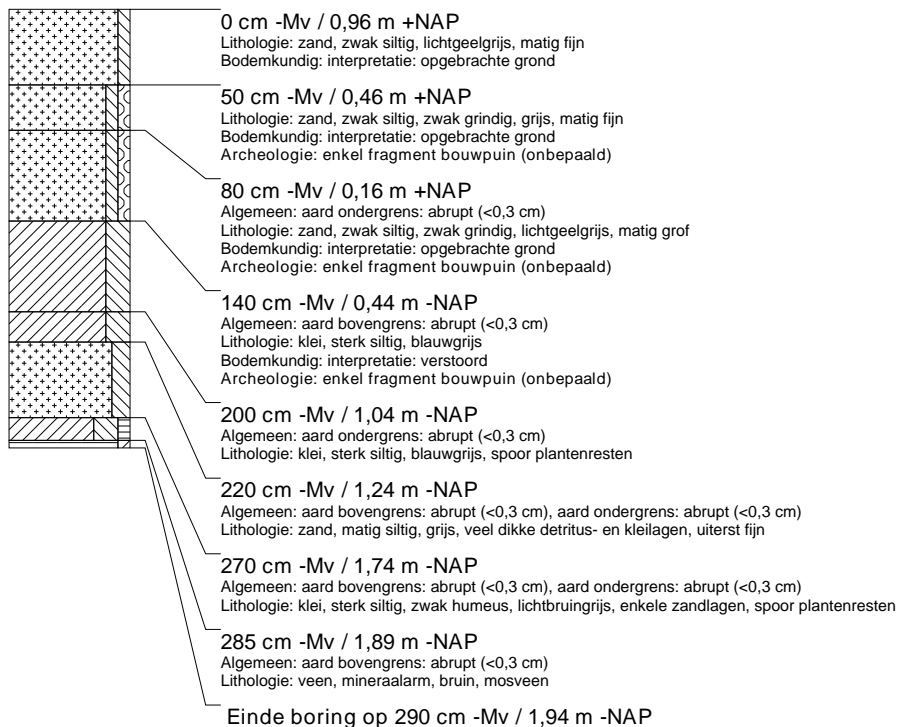 0 cm -Mv / 0,96 m +NAP
Lithologie: zand, zwak siltig, lichtgeelgrijs, matig fijn
Bodemkundig: interpretatie: opgebrachte grond
50 cm -Mv / 0,46 m +NAP
Lithologie: zand, zwak siltig, zwak grindig, grijs, matig fijn
Bodemkundig: interpretatie: opgebrachte grond
Archeologie: enkel fragment bouwpuin (onbepaald)
80 cm -Mv / 0,16 m +NAP
Algemeen: aard ondergrens: abrupt (<0,3 cm)
Lithologie: zand, zwak siltig, zwak grindig, lichtgeelgrijs, matig grof
Bodemkundig: interpretatie: opgebrachte grond
Archeologie: enkel fragment bouwpuin (onbepaald)
140 cm -Mv / 0,44 m -NAP
Algemeen: aard bovengrens: abrupt (<0,3 cm)
Lithologie: klei, sterk siltig, blauwgrijs
Bodemkundig: interpretatie: verstoord
Archeologie: enkel fragment bouwpuin (onbepaald)
200 cm -Mv / 1,04 m -NAP
Algemeen: aard ondergrens: abrupt (<0,3 cm)
Lithologie: klei, sterk siltig, blauwgrijs, spoor plantenresten
220 cm -Mv / 1,24 m -NAP
Algemeen: aard bovengrens: abrupt (<0,3 cm), aard ondergrens: abrupt (<0,3 cm)
Lithologie: zand, matig siltig, grijs, veel dikke detritus- en kleilagen, uiterst fijn
270 cm -Mv / 1,74 m -NAP
Algemeen: aard bovengrens: abrupt (<0,3 cm), aard ondergrens: abrupt (<0,3 cm)
Lithologie: klei, sterk siltig, zwak humeus, lichtbruingrijs, enkele zandlagen, spoor plantenresten
285 cm -Mv / 1,89 m -NAP
Algemeen: aard bovengrens: abrupt (<0,3 cm)
Lithologie: veen, mineraalarm, bruin, mosveen
Einde boring op 290 cm -Mv / 1,94 m -NAP